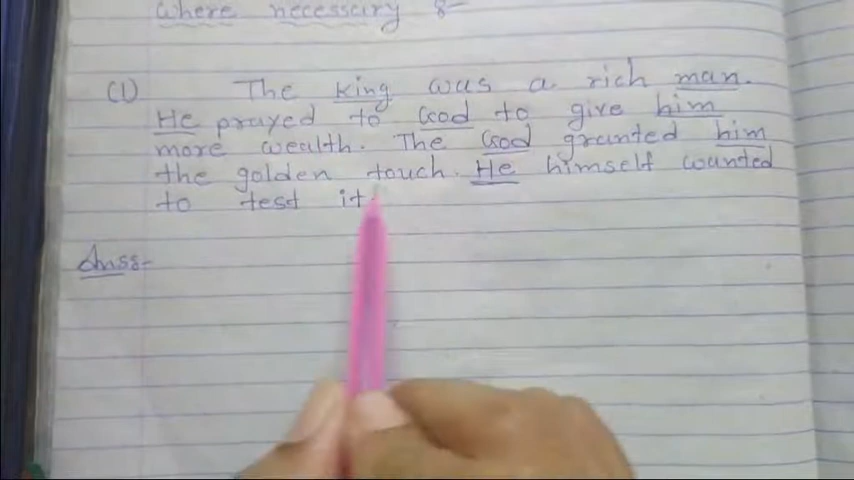 where necessary :-
(1) The king was a rich man.
He prayed to God to give him
more wealth. The God granted him
the golden touch. He himself wanted
to test it.
Ans:-